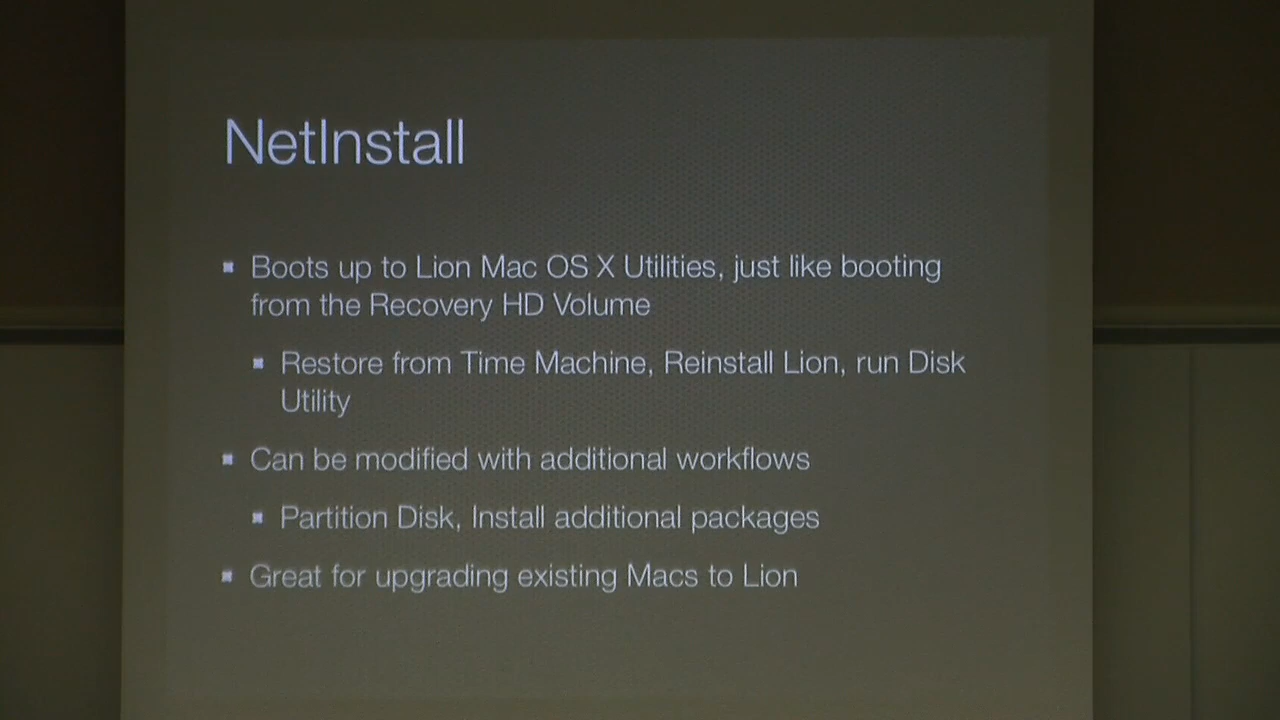 NetInstall
Boots up to Lion Mac OS X Utilities, just like booting
from the Recovery HD Volume
Restore from Time Machine, Reinstall Lion, run Disk
Utility
Can be modified with additional workflows
Partition Disk, Install additional packages
Great for upgrading existing Macs to Lion